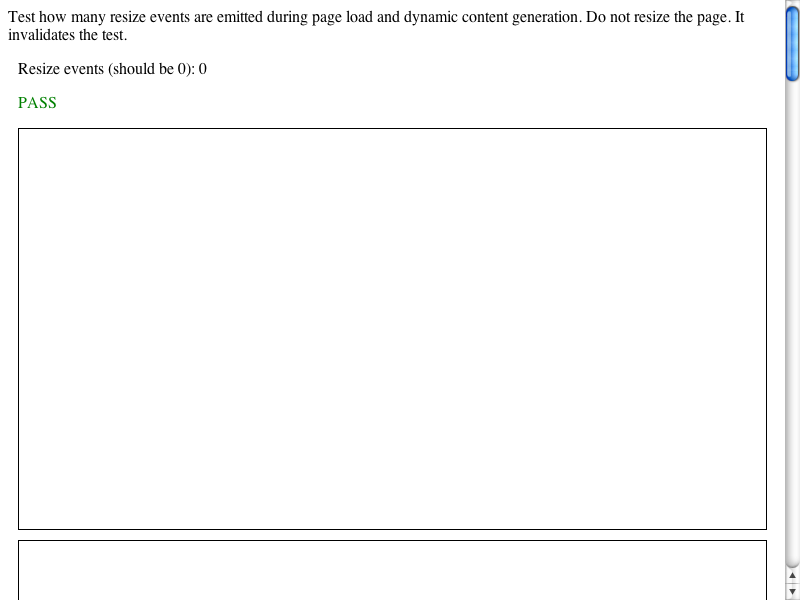 Test how many resize events are emitted during page load and dynamic content generation. Do not resize the page. It
invalidates the test.
Resize events (should be 0): 0
PASS